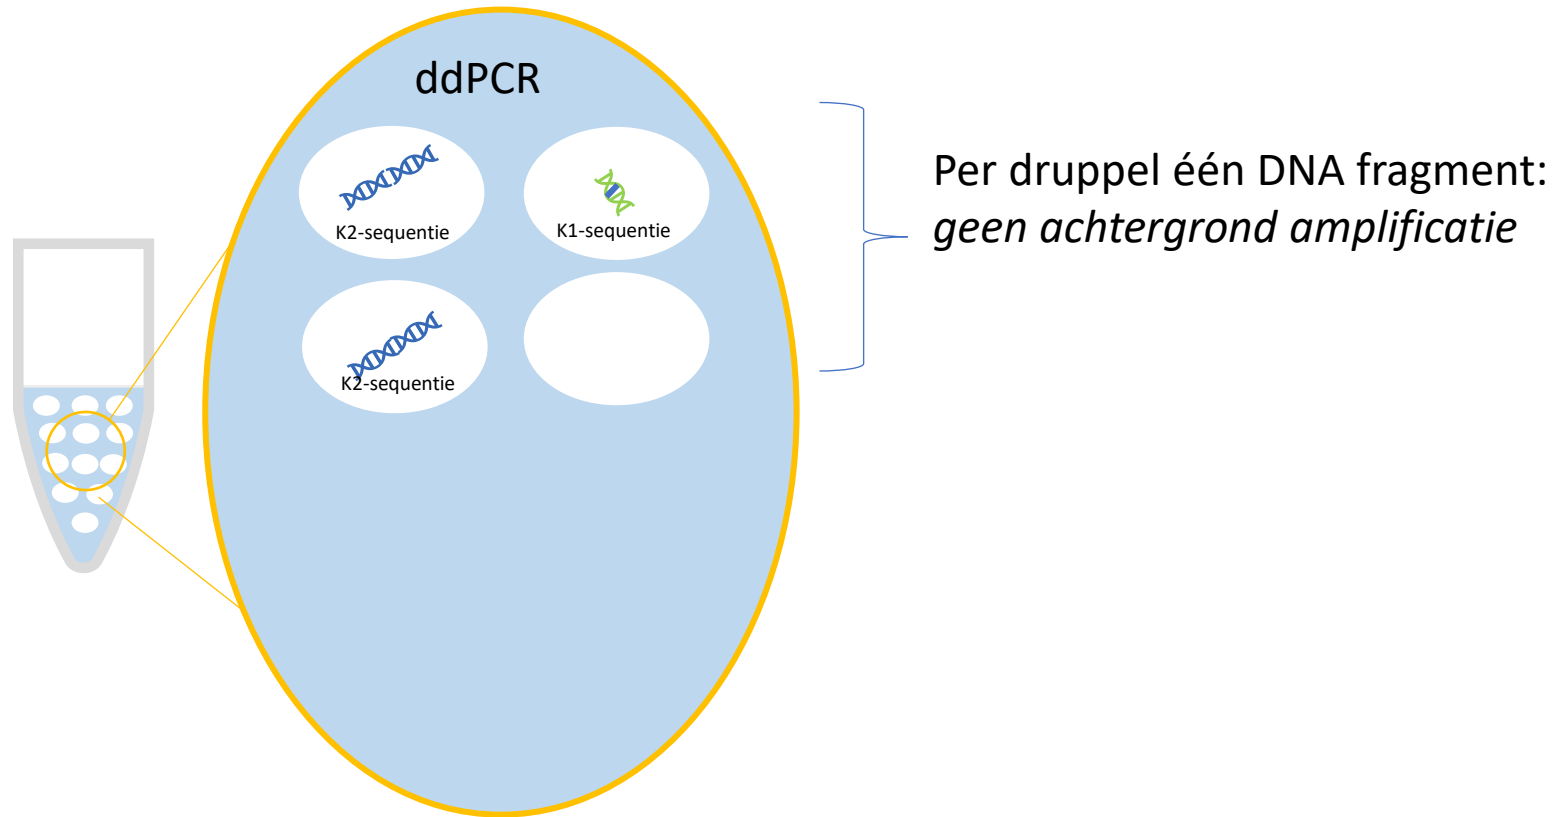 ddPCR
K2-sequentie
K1-sequentie
K2-sequentie
Per druppel één DNA fragment:
geen achtergrond amplificatie